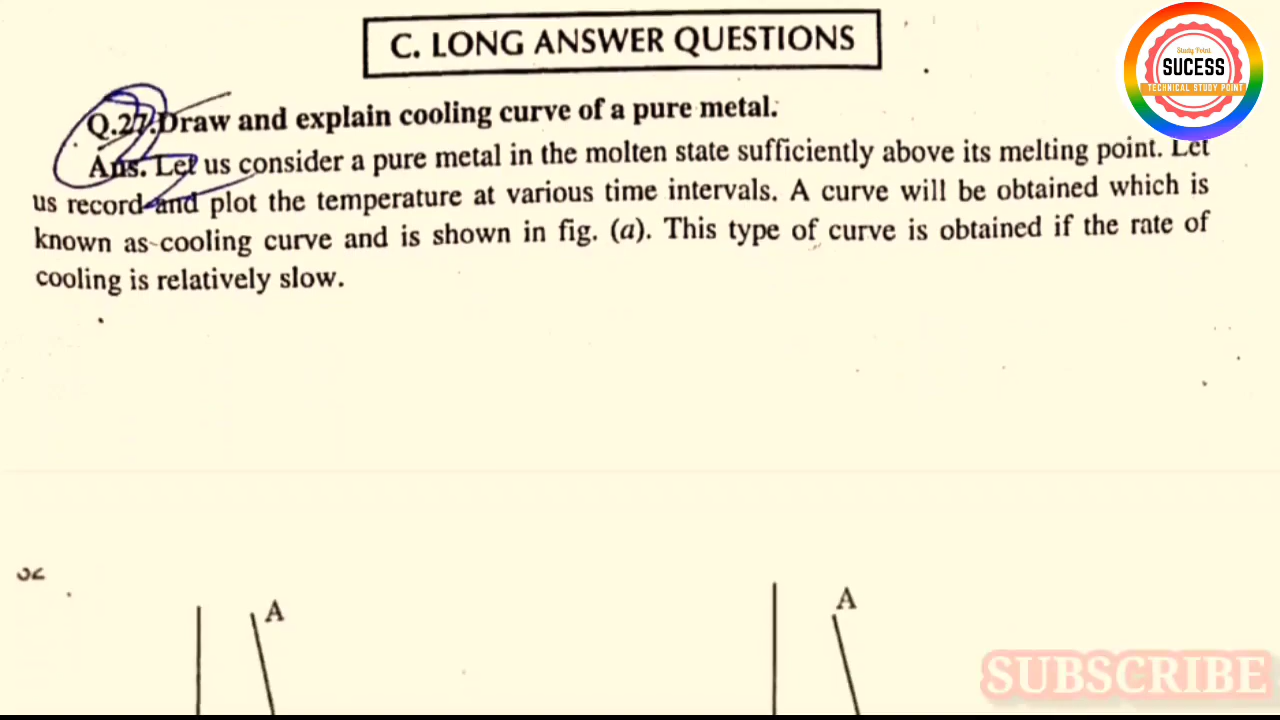 C. LONG ANSWER QUESTIONS
Study Point
SUCESS
TECHNICAL STUDY POINT
Q.27. Draw and explain cooling curve of a pure metal.
Ans. Let us consider a pure metal in the molten state sufficiently above its melting point. Let
us record and plot the temperature at various time intervals. A curve will be obtained which is
known as cooling curve and is shown in fig. (a). This type of curve is obtained if the rate of
cooling is relatively slow.
A
A
SUBSCRIBE